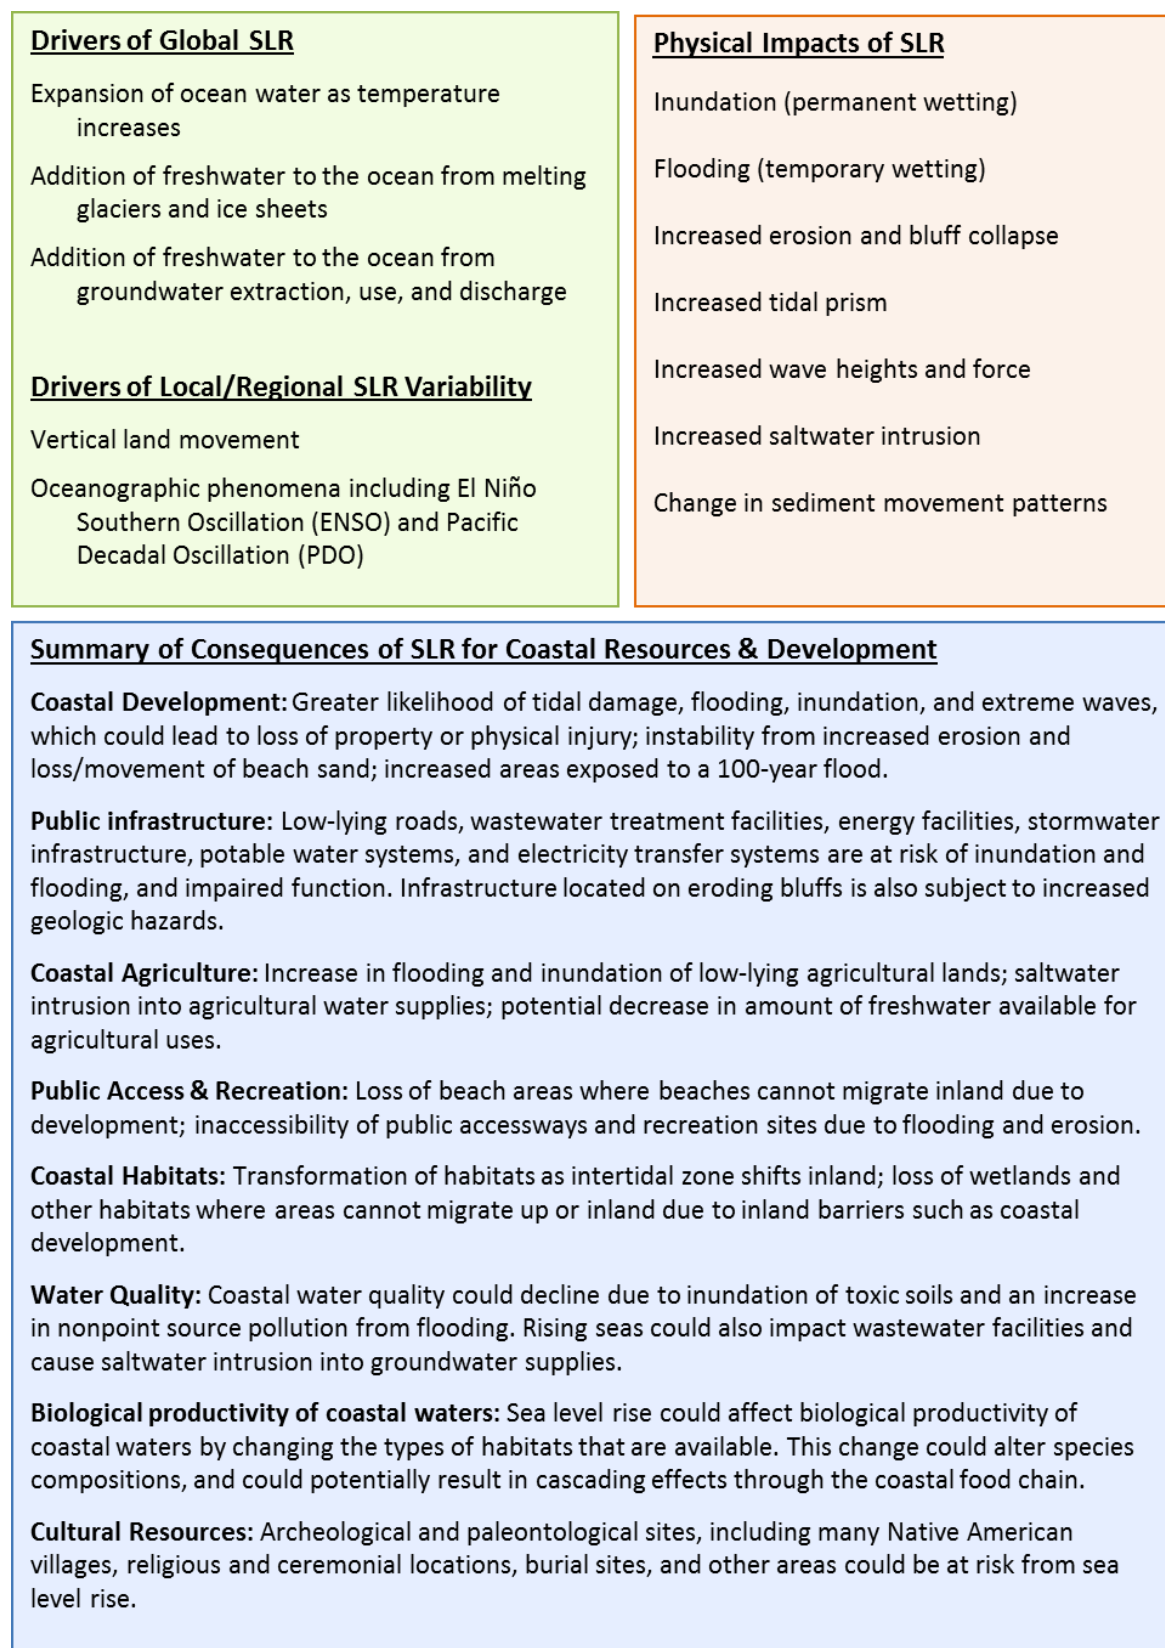 Drivers of Global SLR
Expansion of ocean water as temperature
increases
Addition of freshwater to the ocean from melting
glaciers and ice sheets
Addition of freshwater to the ocean from
groundwater extraction, use, and discharge
Drivers of Local/Regional SLR Variability
Vertical land movement
Oceanographic phenomena including El Niño
Southern Oscillation (ENSO) and Pacific
Decadal Oscillation (PDO)
Physical Impacts of SLR
Inundation (permanent wetting)
Flooding (temporary wetting)
Increased erosion and bluff collapse
Increased tidal prism
Increased wave heights and force
Increased saltwater intrusion
Change in sediment movement patterns
Summary of Consequences of SLR for Coastal Resources & Development
Coastal Development: Greater likelihood of tidal damage, flooding, inundation, and extreme waves,
which could lead to loss of property or physical injury; instability from increased erosion and
loss/movement of beach sand; increased areas exposed to a 100-year flood.
Public infrastructure: Low-lying roads, wastewater treatment facilities, energy facilities, stormwater
infrastructure, potable water systems, and electricity transfer systems are at risk of inundation and
flooding, and impaired function. Infrastructure located on eroding bluffs is also subject to increased
geologic hazards.
Coastal Agriculture: Increase in flooding and inundation of low-lying agricultural lands; saltwater
intrusion into agricultural water supplies; potential decrease in amount of freshwater available for
agricultural uses.
Public Access & Recreation: Loss of beach areas where beaches cannot migrate inland due to
development; inaccessibility of public accessways and recreation sites due to flooding and erosion.
Coastal Habitats: Transformation of habitats as intertidal zone shifts inland; loss of wetlands and
other habitats where areas cannot migrate up or inland due to inland barriers such as coastal
development.
Water Quality: Coastal water quality could decline due to inundation of toxic soils and an increase
in nonpoint source pollution from flooding. Rising seas could also impact wastewater facilities and
cause saltwater intrusion into groundwater supplies.
Biological productivity of coastal waters: Sea level rise could affect biological productivity of
coastal waters by changing the types of habitats that are available. This change could alter species
compositions, and could potentially result in cascading effects through the coastal food chain.
Cultural Resources: Archeological and paleontological sites, including many Native American
villages, religious and ceremonial locations, burial sites, and other areas could be at risk from sea
level rise.